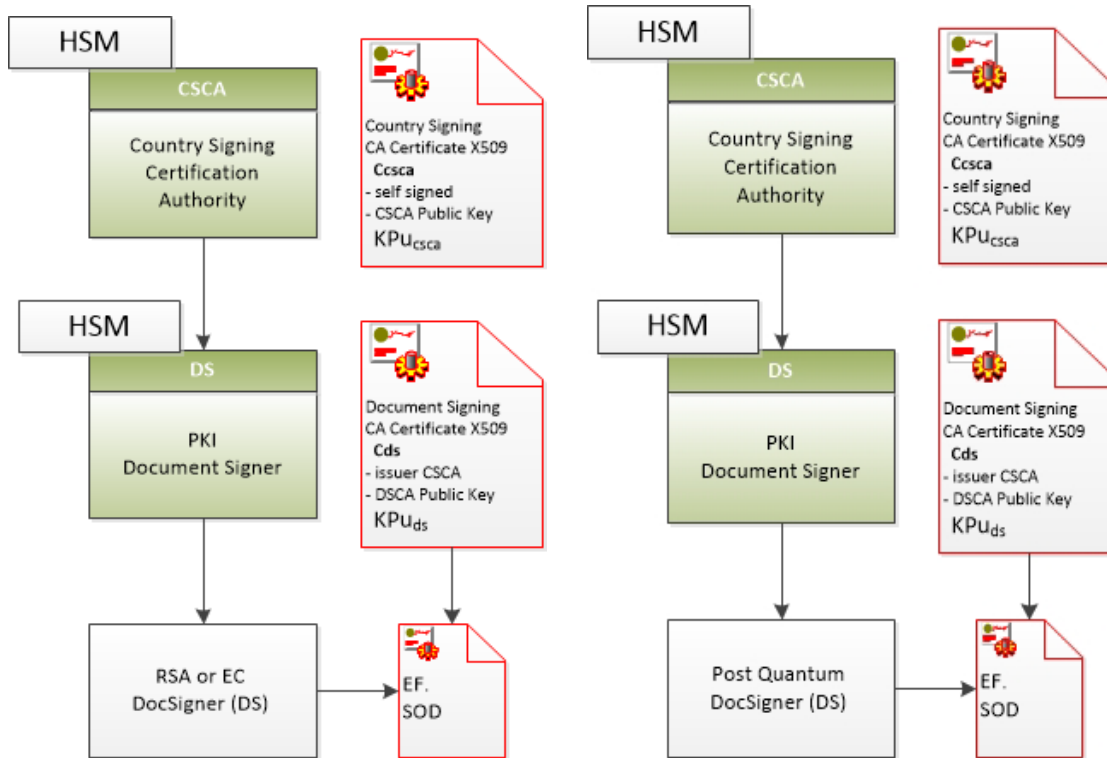 HSM
CSCA
Country Signing
Certification
Authority
Country Signing
CA Certificate X509
Ccsca
- self signed
- CSCA Public Key
KPucsca
HSM
DS
PKI
Document Signer
Document Signing
CA Certificate X509
Cds
- issuer CSCA
- DSCA Public Key
KPuds
RSA or EC
DocSigner (DS)
EF.
SOD
HSM
CSCA
Country Signing
Certification
Authority
Country Signing
CA Certificate X509
Ccsca
- self signed
- CSCA Public Key
KPucsca
HSM
DS
PKI
Document Signer
Document Signing
CA Certificate X509
Cds
- issuer CSCA
- DSCA Public Key
KPuds
Post Quantum
DocSigner (DS)
EF.
SOD